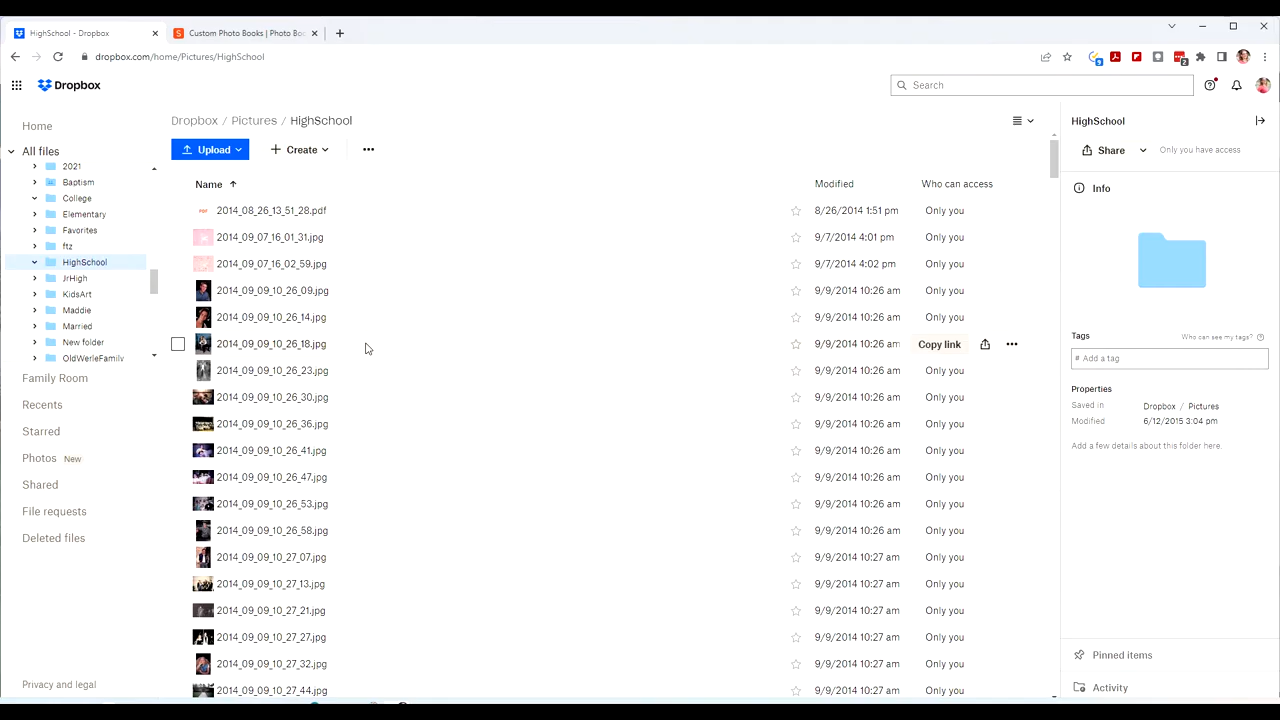 HighSchool - Dropbox
Custom Photo Books | Photo Boo
dropbox.com/home/Pictures/HighSchool
Dropbox
Search
Home
All files
2021
Baptism
College
Elementary
Favorites
ftz
HighSchool
JrHigh
KidsArt
Maddie
Married
New folder
OldWerleFamily
Family Room
Recents
Starred
Photos New
Shared
File requests
Deleted files
Privacy and legal
Dropbox / Pictures / HighSchool
Upload
Create
Name Modified Who can access
PDF 2014_08_26_13_51_28.pdf 8/26/2014 1:51 pm Only you
2014_09_07_16_01_31.jpg 9/7/2014 4:01 pm Only you
2014_09_07_16_02_59.jpg 9/7/2014 4:02 pm Only you
2014_09_09_10_26_09.jpg 9/9/2014 10:26 am Only you
2014_09_09_10_26_14.jpg 9/9/2014 10:26 am Only you
2014_09_09_10_26_18.jpg 9/9/2014 10:26 am Copy link
2014_09_09_10_26_23.jpg 9/9/2014 10:26 am Only you
2014_09_09_10_26_30.jpg 9/9/2014 10:26 am Only you
2014_09_09_10_26_36.jpg 9/9/2014 10:26 am Only you
2014_09_09_10_26_41.jpg 9/9/2014 10:26 am Only you
2014_09_09_10_26_47.jpg 9/9/2014 10:26 am Only you
2014_09_09_10_26_53.jpg 9/9/2014 10:26 am Only you
2014_09_09_10_26_58.jpg 9/9/2014 10:26 am Only you
2014_09_09_10_27_07.jpg 9/9/2014 10:27 am Only you
2014_09_09_10_27_13.jpg 9/9/2014 10:27 am Only you
2014_09_09_10_27_21.jpg 9/9/2014 10:27 am Only you
2014_09_09_10_27_27.jpg 9/9/2014 10:27 am Only you
2014_09_09_10_27_32.jpg 9/9/2014 10:27 am Only you
2014_09_09_10_27_44.jpg 9/9/2014 10:27 am Only you
HighSchool
Share Only you have access
Info
Tags Who can see my tags?
# Add a tag
Properties
Saved in Dropbox / Pictures
Modified 6/12/2015 3:04 pm
Add a few details about this folder here.
Pinned items
Activity